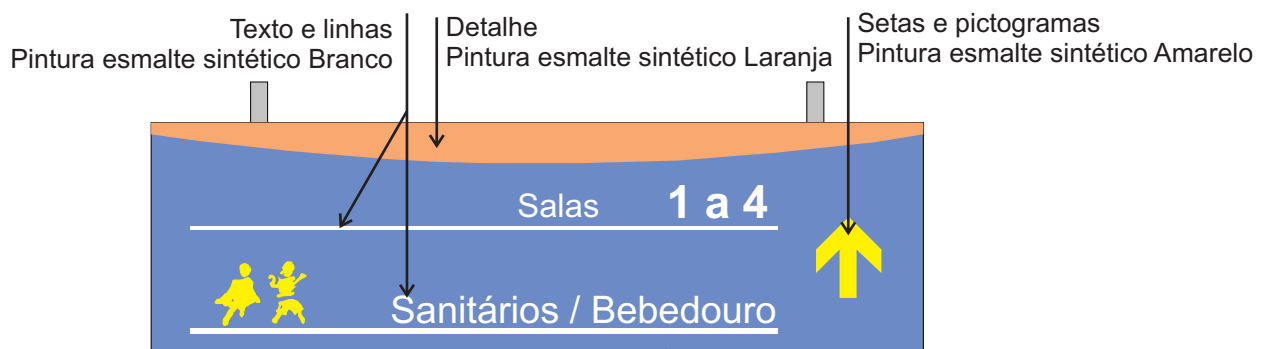 Texto e linhas
Pintura esmalte sintético Branco
Detalhe
Pintura esmalte sintético Laranja
Setas e pictogramas
Pintura esmalte sintético Amarelo
Salas 1 a 4
Sanitários / Bebedouro